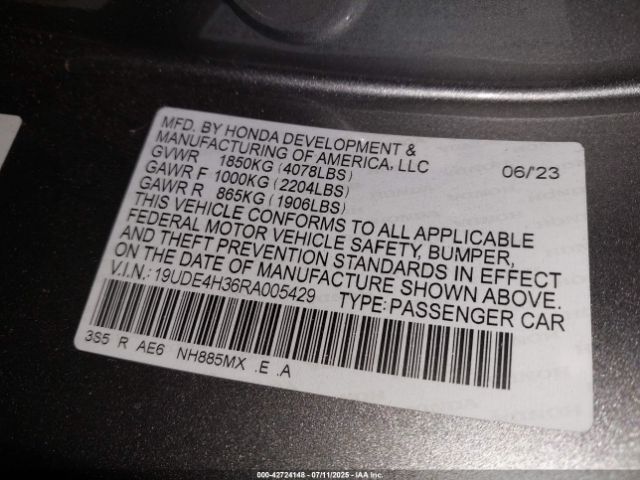 MFD. BY HONDA DEVELOPMENT &
MANUFACTURING OF AMERICA, LLC
GVWR 1850KG (4078LBS) 06/'23
GAWR F 1000KG (2204LBS)
GAWR R 865KG (1906LBS)
THIS VEHICLE CONFORMS TO ALL APPLICABLE
FEDERAL MOTOR VEHICLE SAFETY, BUMPER,
AND THEFT PREVENTION STANDARDS IN EFFECT
ON THE DATE OF MANUFACTURE SHOWN ABOVE.
V.I.N.: 19UDE4H36RA005429 TYPE: PASSENGER CAR
3S5 R AE6 NH885MX .E .A
000-42724148 - 07/11/2025 - IAA Inc.